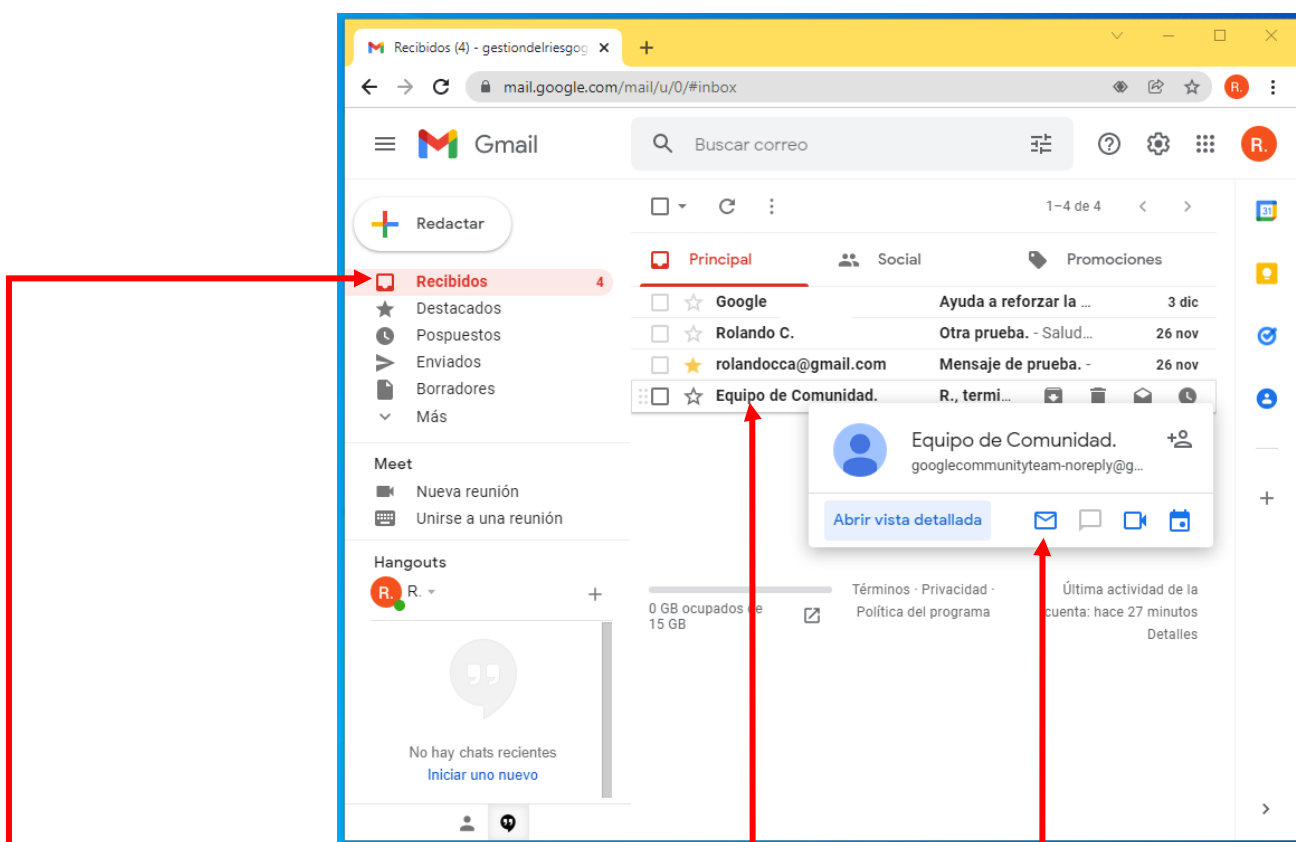 Recibidos (4) - gestiondelriesgog
mail.google.com/mail/u/0/#inbox
R.
Gmail
Buscar correo
R.
Redactar
1–4 de 4
31
Principal
Social
Promociones
Recibidos 4
Destacados
Pospuestos
Enviados
Borradores
Más
Google Ayuda a reforzar la ... 3 dic
Rolando C. Otra prueba. - Salud... 26 nov
rolandocca@gmail.com Mensaje de prueba. - 26 nov
Equipo de Comunidad. R., termi...
Equipo de Comunidad.
googlecommunityteam-noreply@g...
Abrir vista detallada
Meet
Nueva reunión
Unirse a una reunión
Hangouts
R. R.
No hay chats recientes
Iniciar uno nuevo
0 GB ocupados de
15 GB
Términos · Privacidad ·
Política del programa
Última actividad de la
cuenta: hace 27 minutos
Detalles